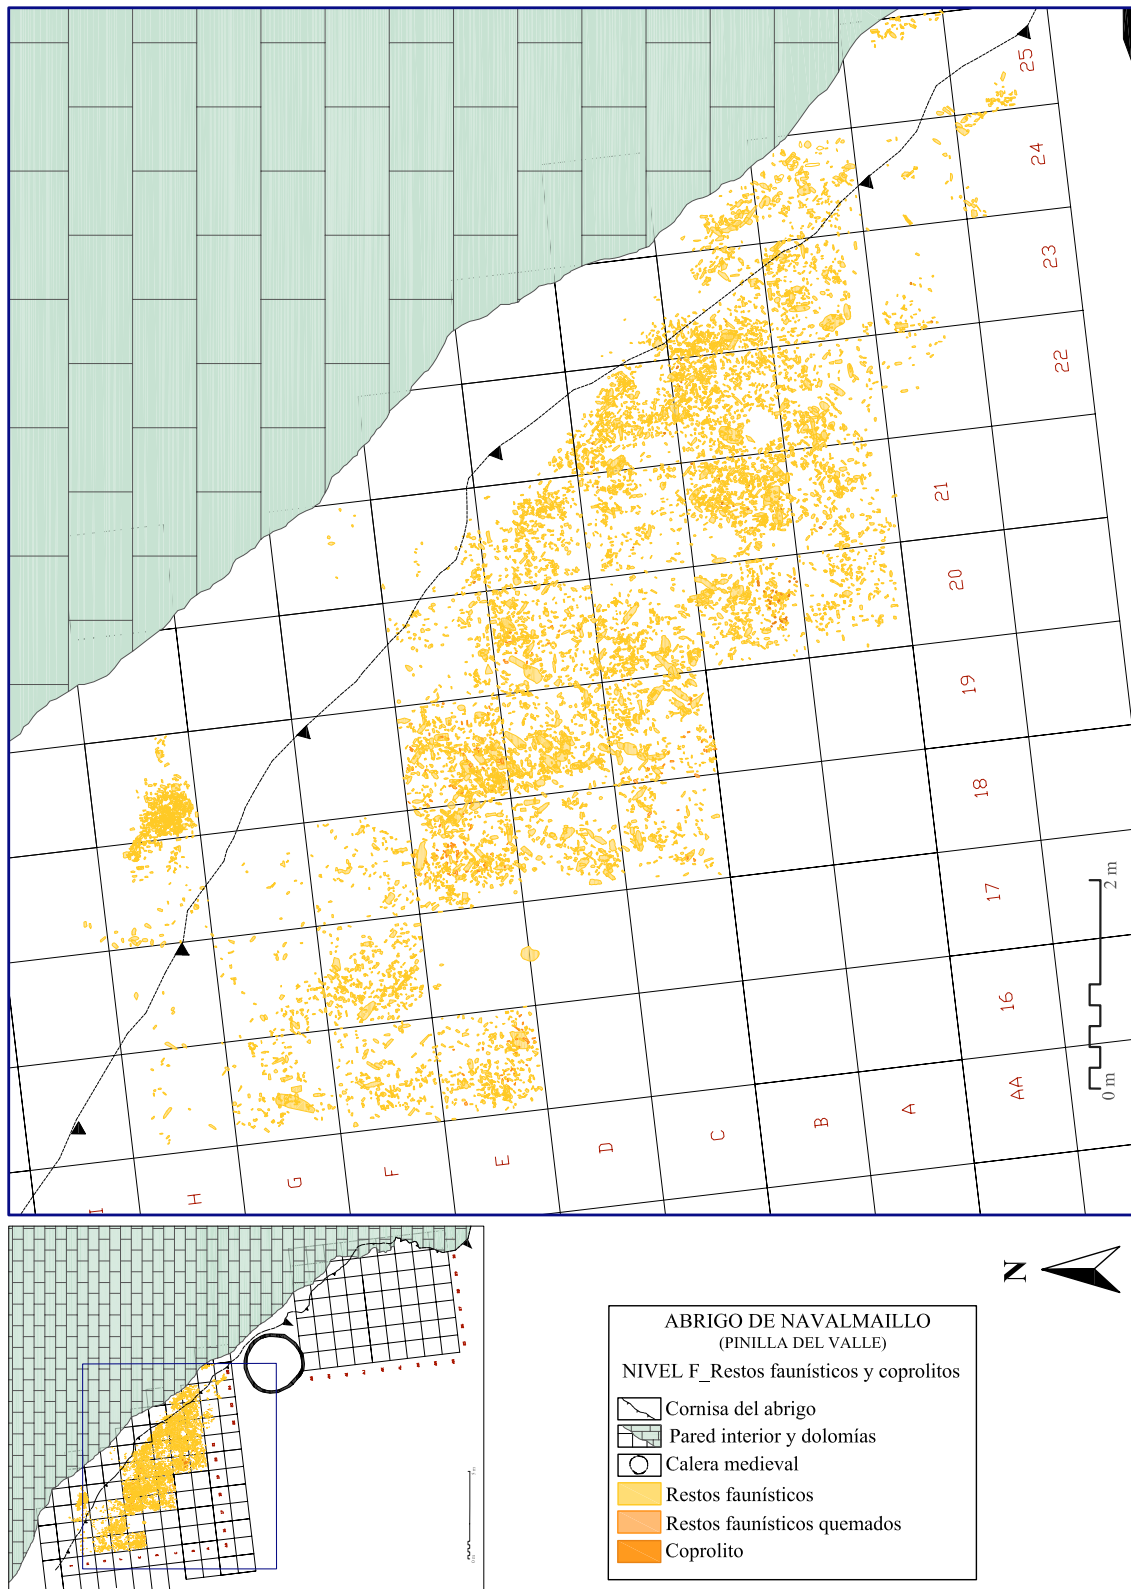 25
24
23
22
21
20
19
18
17
16
AA
A
B
C
D
E
F
G
H
I
2 m
0 m
N
ABRIGO DE NAVALMAILLO
(PINILLA DEL VALLE)
NIVEL F_Restos faunísticos y coprolitos
Cornisa del abrigo
Pared interior y dolomías
Calera medieval
Restos faunísticos
Restos faunísticos quemados
Coprolito